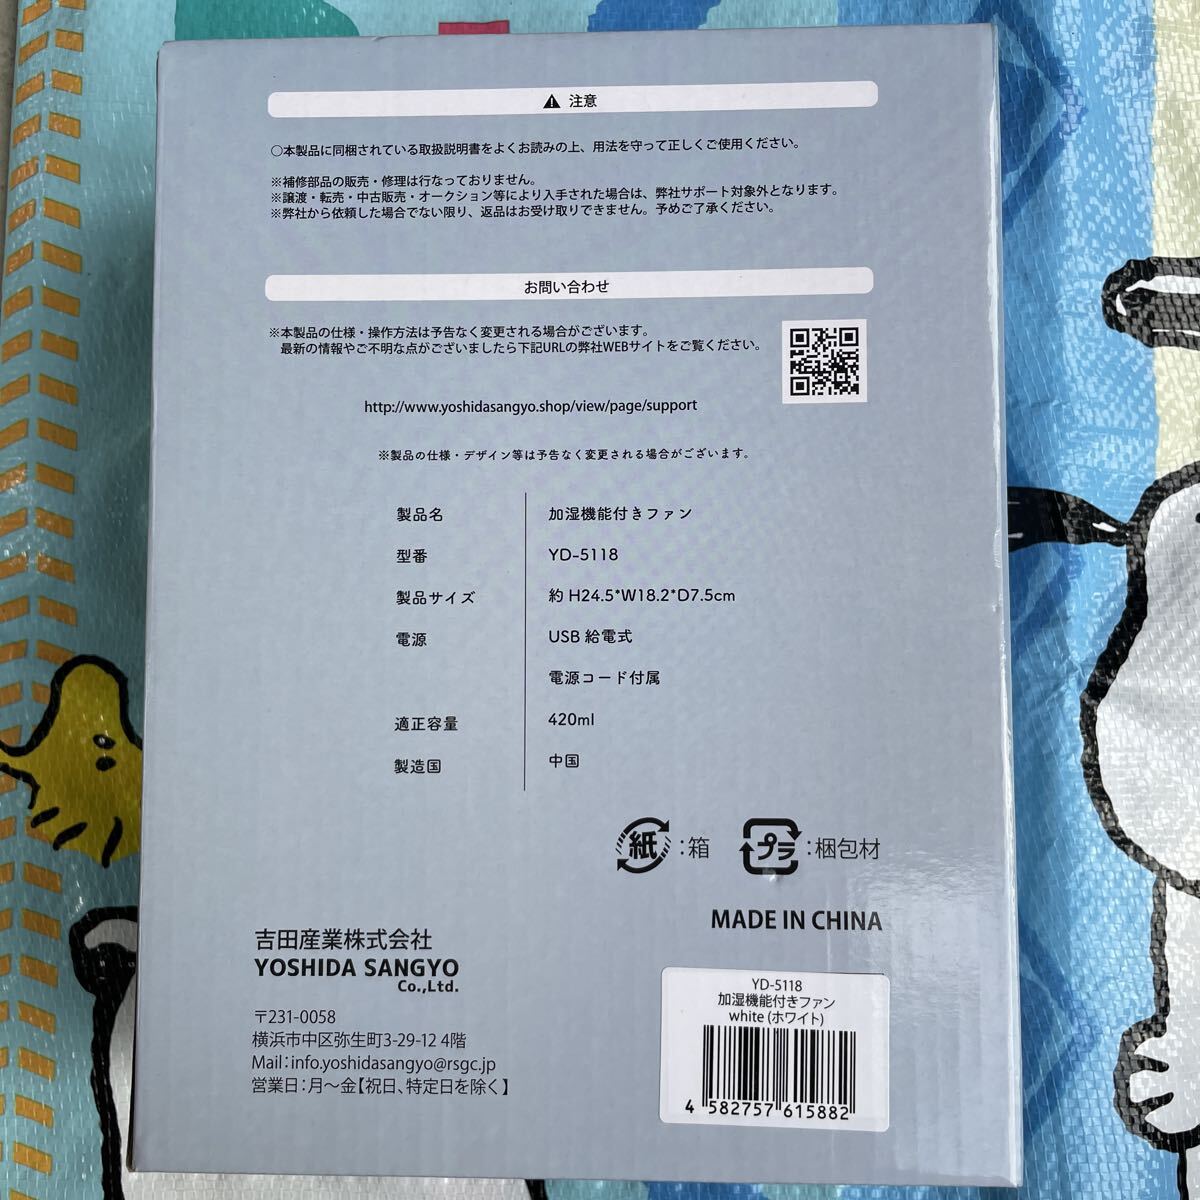 注意
○本製品に同梱されている取扱説明書をよくお読みの上、用法を守って正しくご使用ください。
※補修部品の販売・修理は行なっておりません。
※譲渡・転売・中古販売・オークション等により入手された場合は、弊社サポート対象外となります。
※弊社から依頼した場合でない限り、返品はお受け取りできません。予めご了承ください。
お問い合わせ
※本製品の仕様・操作方法は予告なく変更される場合がございます。
最新の情報やご不明な点がございましたら下記URLの弊社WEBサイトをご覧ください。
http://www.yoshidasangyo.shop/view/page/support
※製品の仕様・デザイン等は予告なく変更される場合がございます。
製品名 加湿機能付きファン
型番 YD-5118
製品サイズ 約 H24.5*W18.2*D7.5cm
電源 USB 給電式
電源コード付属
適正容量 420ml
製造国 中国
紙:箱 プラ:梱包材
MADE IN CHINA
吉田産業株式会社
YOSHIDA SANGYO
Co.,Ltd.
〒231-0058
横浜市中区弥生町3-29-12 4階
Mail:info.yoshidasangyo@rsgc.jp
営業日:月〜金【祝日、特定日を除く】
YD-5118
加湿機能付きファン
white (ホワイト)
4 582757 615882